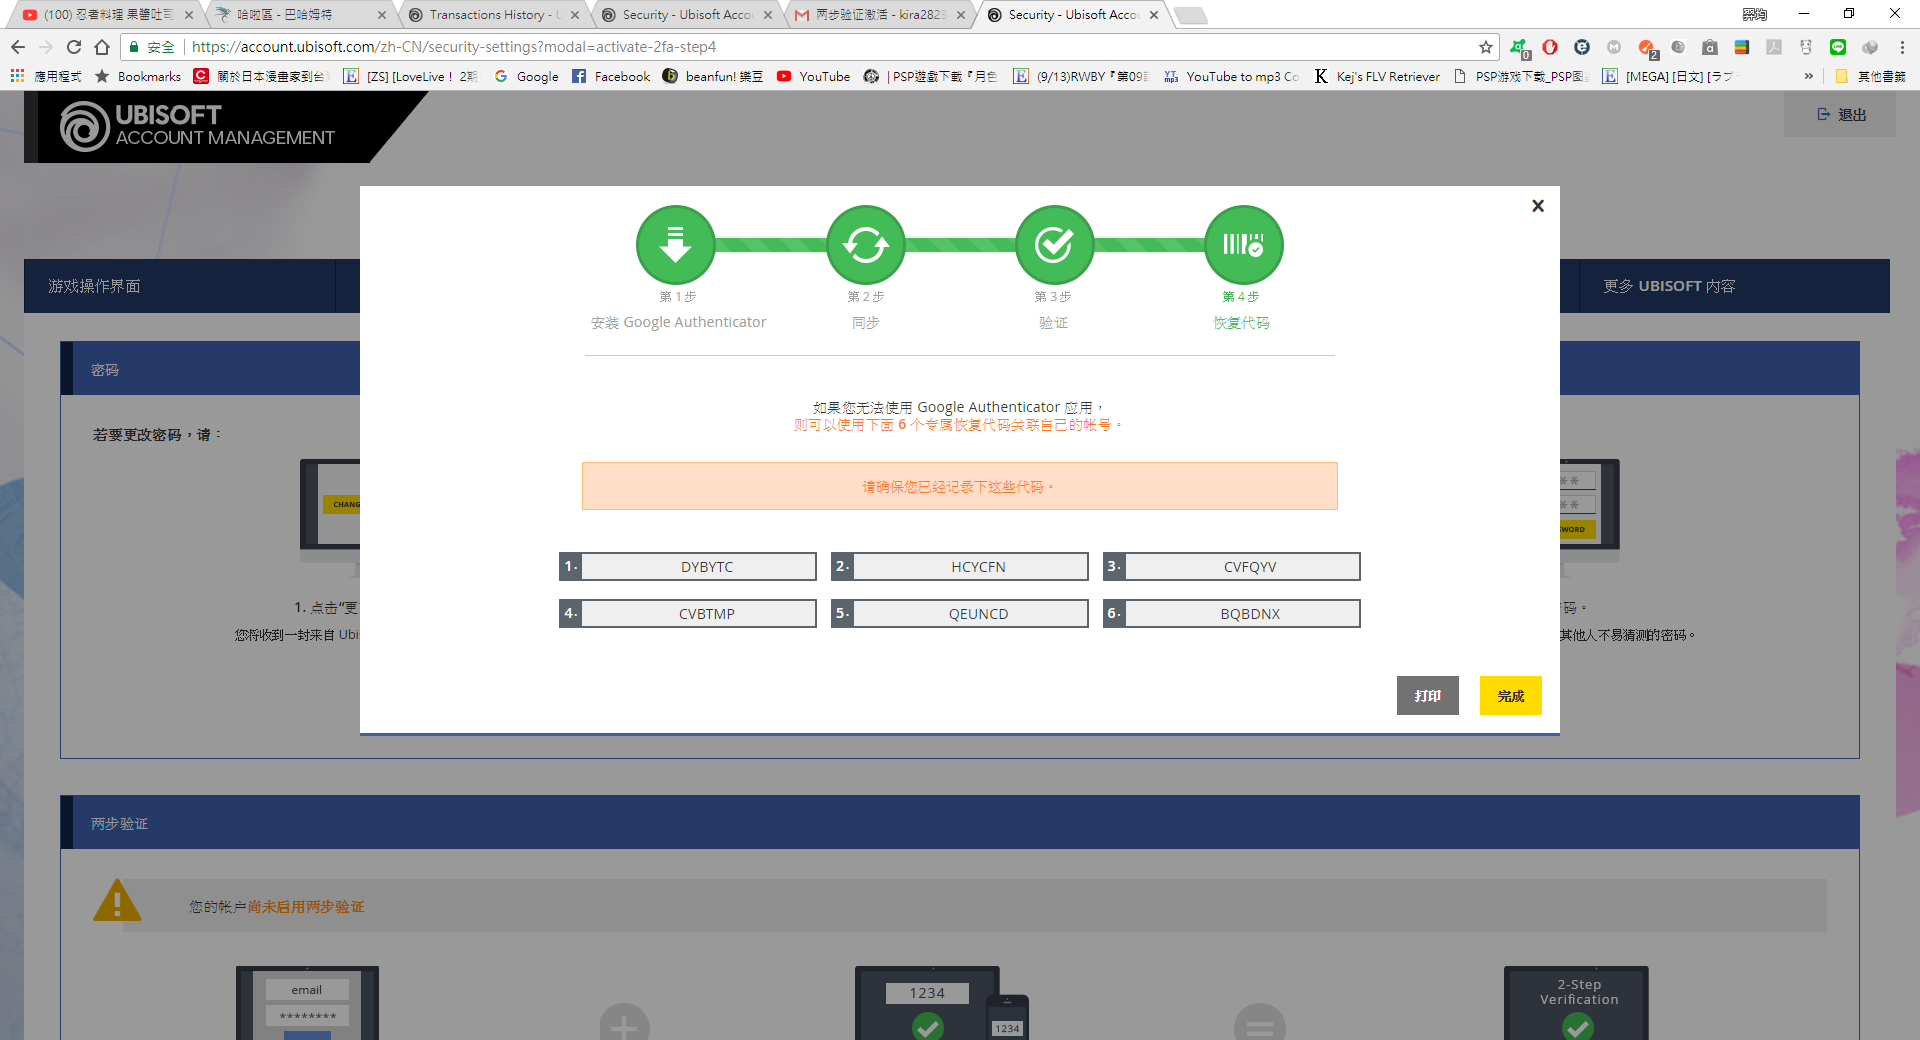 (100) 忍者料理 果醬吐司
哈啦區 - 巴哈姆特
Transactions History - U
Security - Ubisoft Accou
两步验证激活 - kira2823
Security - Ubisoft Accou
安全 | https://account.ubisoft.com/zh-CN/security-settings?modal=activate-2fa-step4
應用程式 Bookmarks 關於日本漫畫家到台 [ZS] [LoveLive！ 2期 Google Facebook beanfun! 樂豆 YouTube | PSP遊戲下載『月色 (9/13)RWBY『第09 YouTube to mp3 Co Kej's FLV Retriever PSP游戏下载_PSP图 [MEGA] [日文] [ラブ » 其他書籤
UBISOFT
ACCOUNT MANAGEMENT
退出
游戏操作界面
更多 UBISOFT 内容
第 1 步
第 2 步
第 3 步
第 4 步
安装 Google Authenticator
同步
验证
恢复代码
密码
若要更改密码，请：
如果您无法使用 Google Authenticator 应用，
则可以使用下面 6 个专属恢复代码关联自己的帐号。
请确保您已经记录下这些代码。
CHANG
WORD
1. DYBYTC
2. HCYCFN
3. CVFQYV
4. CVBTMP
5. QEUNCD
6. BQBDNX
1. 点击“更
码。
您将收到一封来自 Ubi
其他人不易猜测的密码。
打印
完成
两步验证
您的帐户尚未启用两步验证
email
********
1234
1234
2-Step
Verification